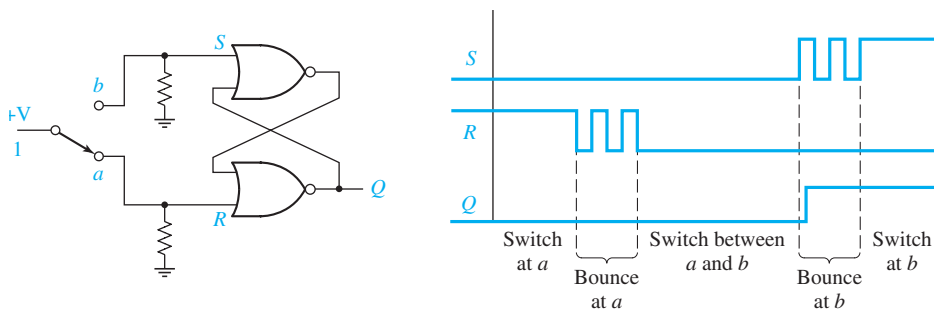 S
b
+V
1
a
R
Q
S
R
Q
Switch at a
Bounce at a
Switch between a and b
Bounce at b
Switch at b